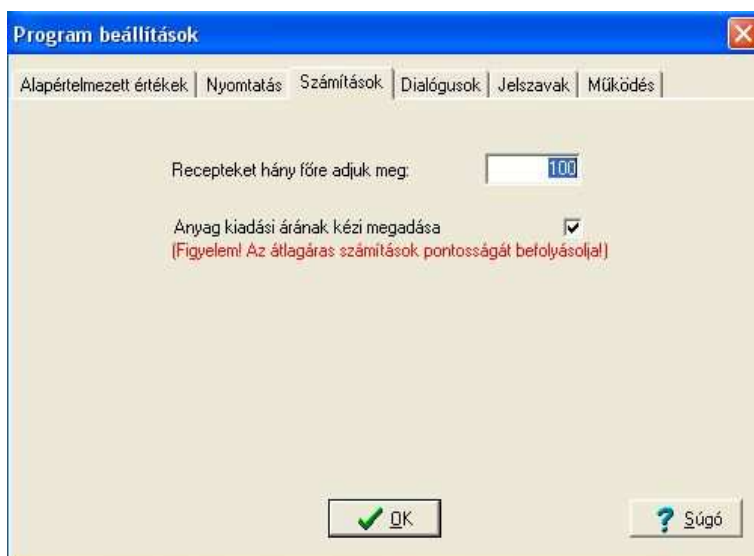 Program beállítások
Alapértelmezett értékek Nyomtatás Számítások Dialógusok Jelszavak Működés
Recepteket hány főre adjuk meg: 100
Anyag kiadási árának kézi megadása
(Figyelem! Az átlagáras számítások pontosságát befolyásolja!)
OK Súgó